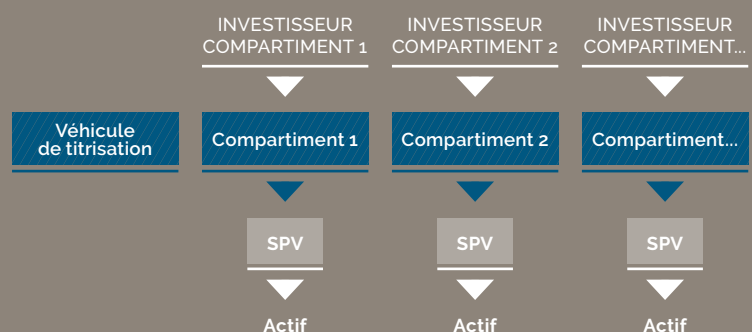 INVESTISSEUR
COMPARTIMENT 1
INVESTISSEUR
COMPARTIMENT 2
INVESTISSEUR
COMPARTIMENT...
Véhicule
de titrisation
Compartiment 1
Compartiment 2
Compartiment...
SPV
SPV
SPV
Actif
Actif
Actif